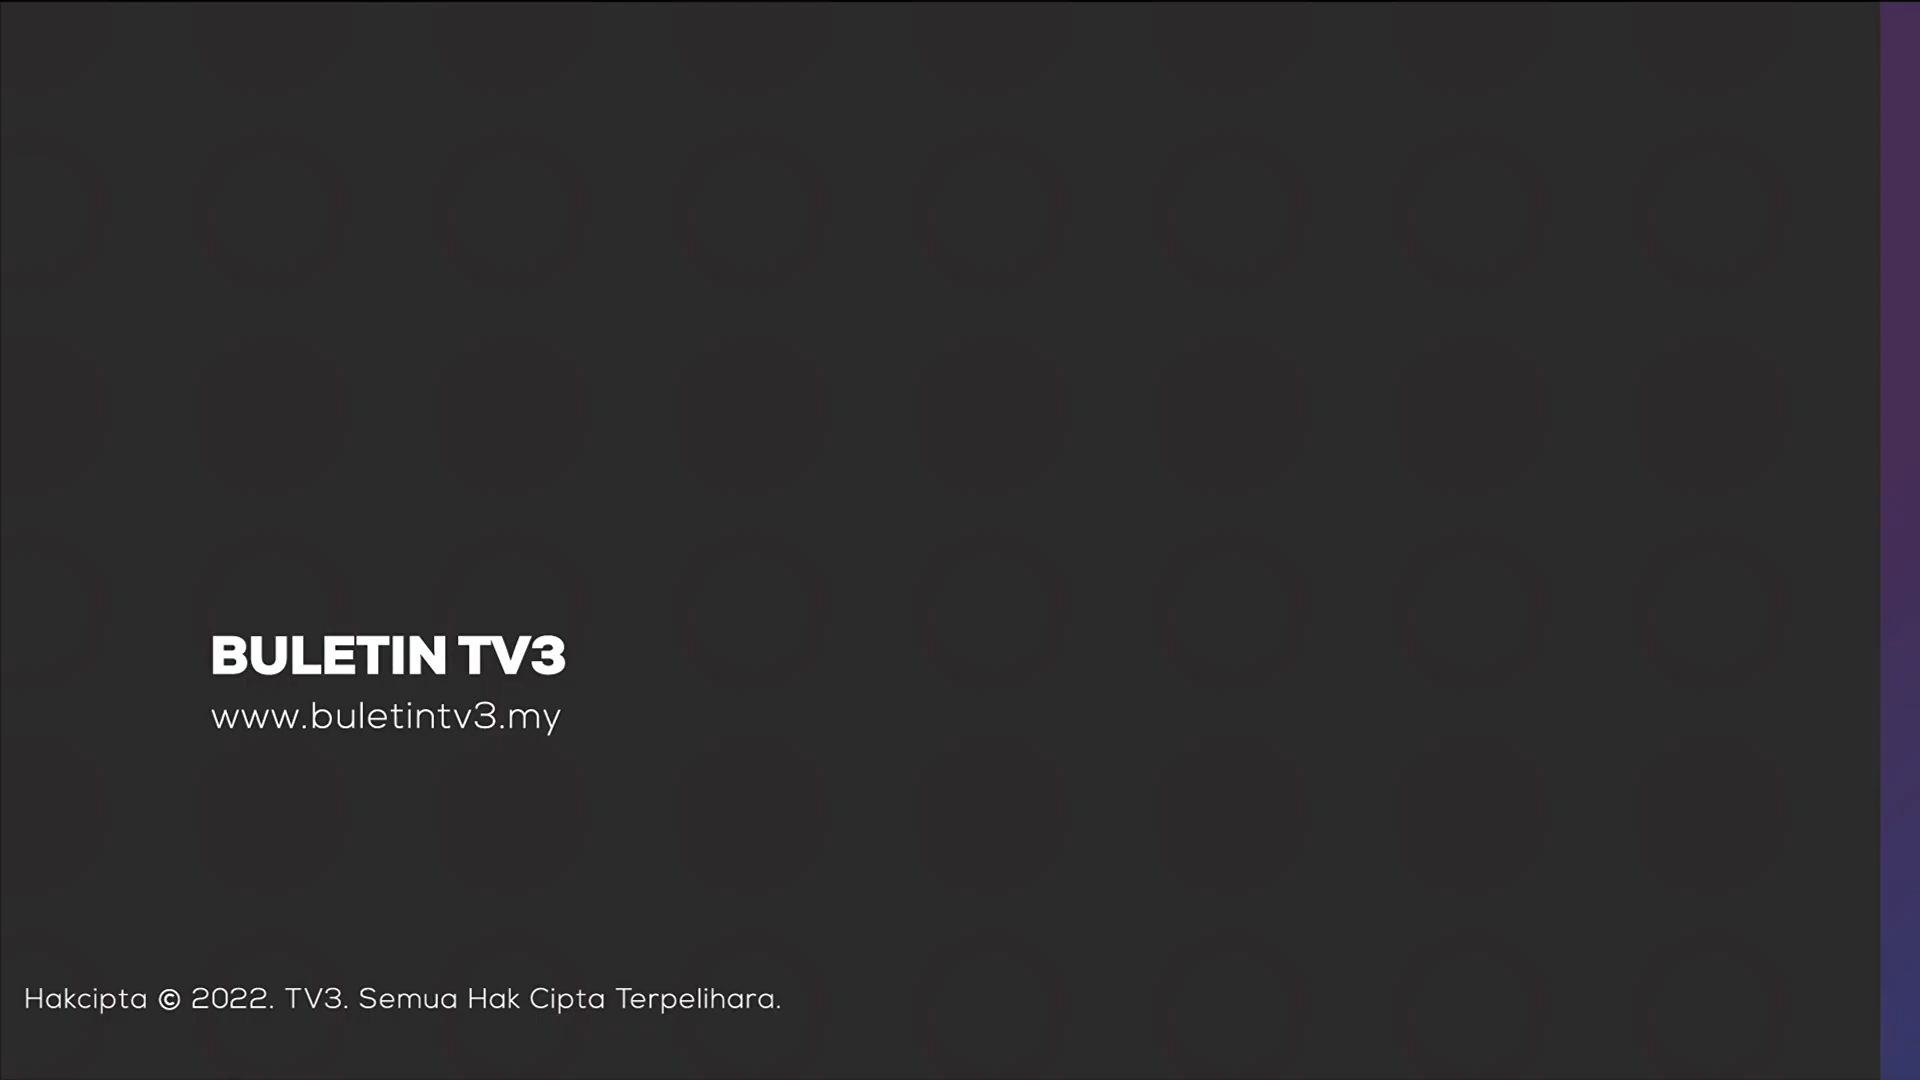 BULETIN TV3
www.buletintv3.my
Hakcipta © 2022. TV3. Semua Hak Cipta Terpelihara.